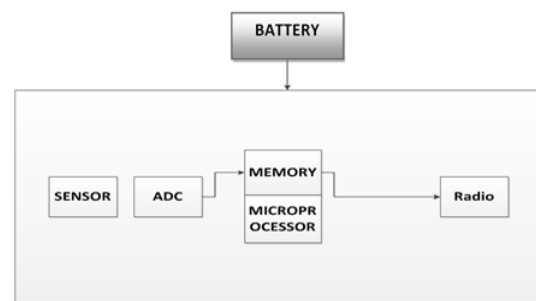 BATTERY
SENSOR
ADC
MEMORY
MICROPR
OCESSOR
Radio